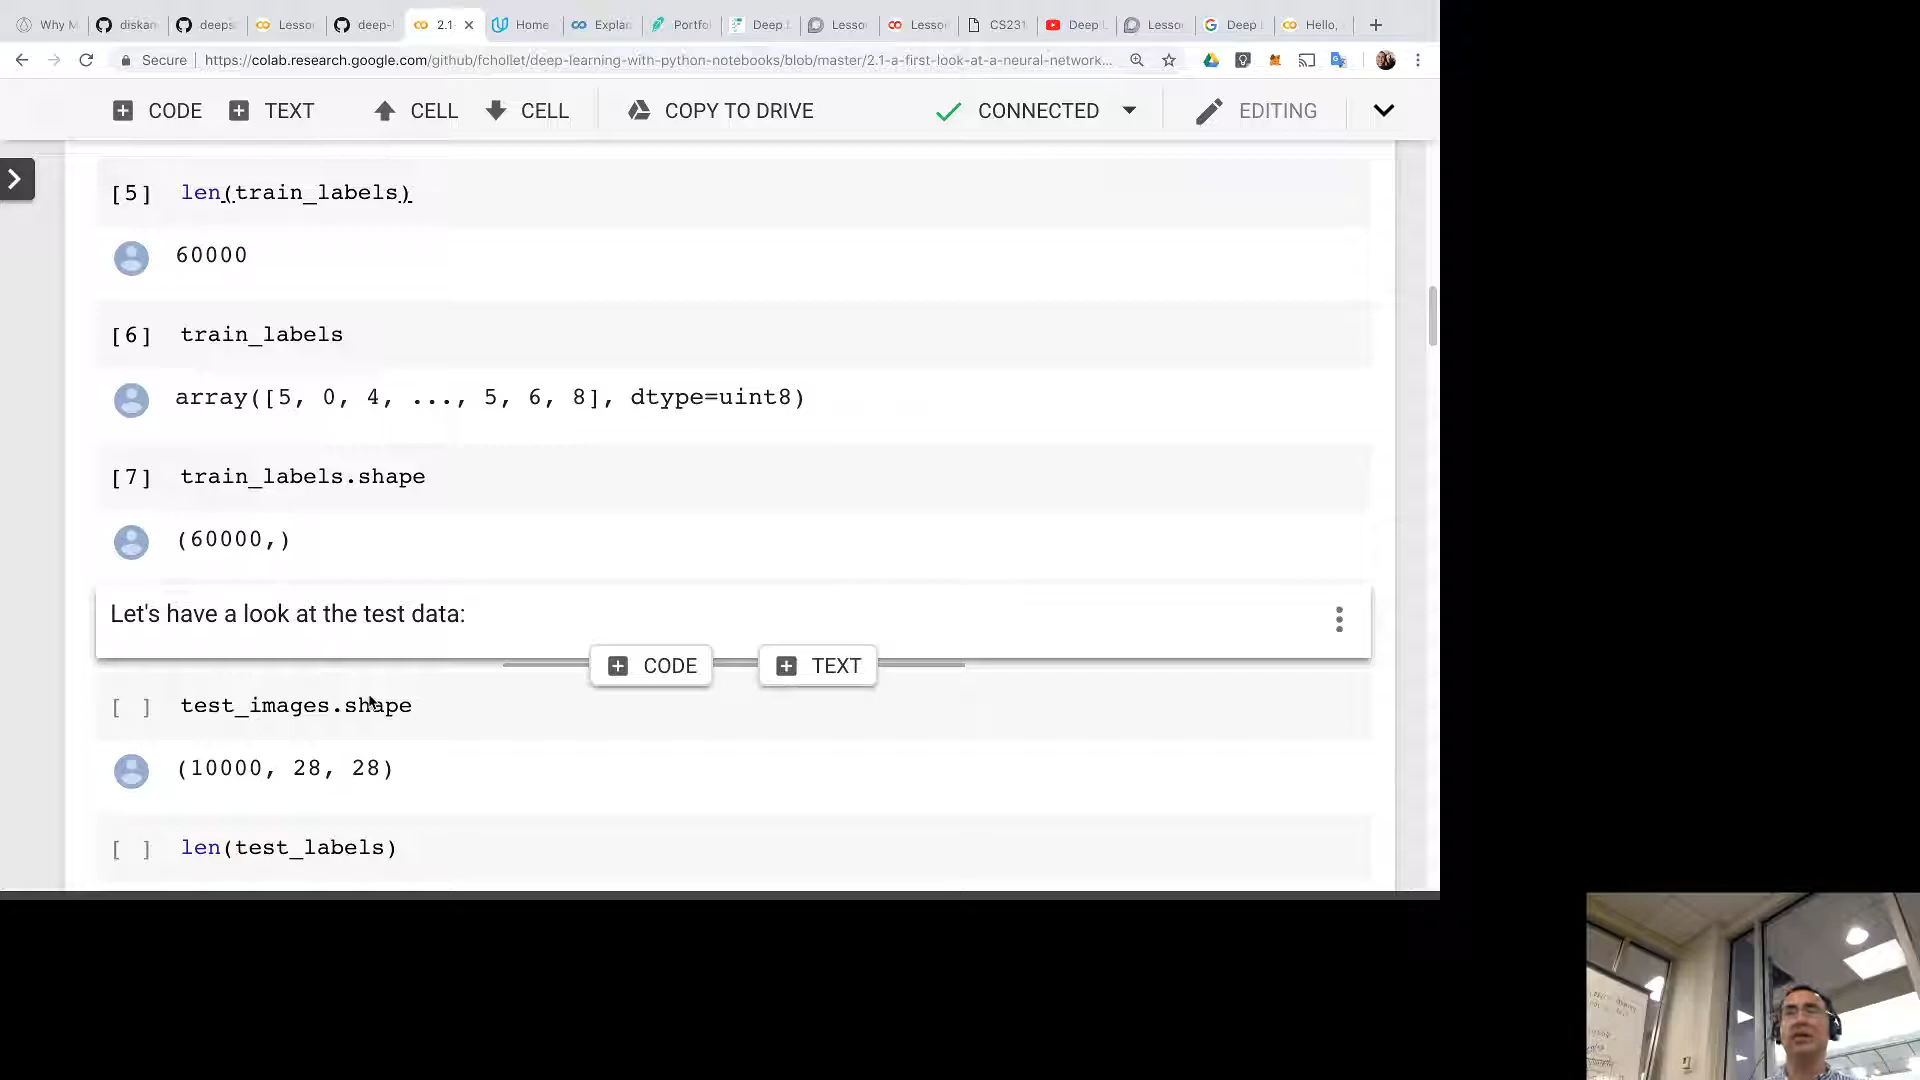 Why M
diskan
deeps
Lesso
deep-l
2.1
Home
Explan
Portfo
Deep L
Lesso
Lesso
CS231
Deep L
Lesso
Deep l
Hello,
Secure
https://colab.research.google.com/github/fchollet/deep-learning-with-python-notebooks/blob/master/2.1-a-first-look-at-a-neural-network...
CODE TEXT CELL CELL COPY TO DRIVE CONNECTED EDITING
[5] len(train_labels)
60000
[6] train_labels
array([5, 0, 4, ..., 5, 6, 8], dtype=uint8)
[7] train_labels.shape
(60000,)
Let's have a look at the test data:
CODE TEXT
[ ] test_images.shape
(10000, 28, 28)
[ ] len(test_labels)